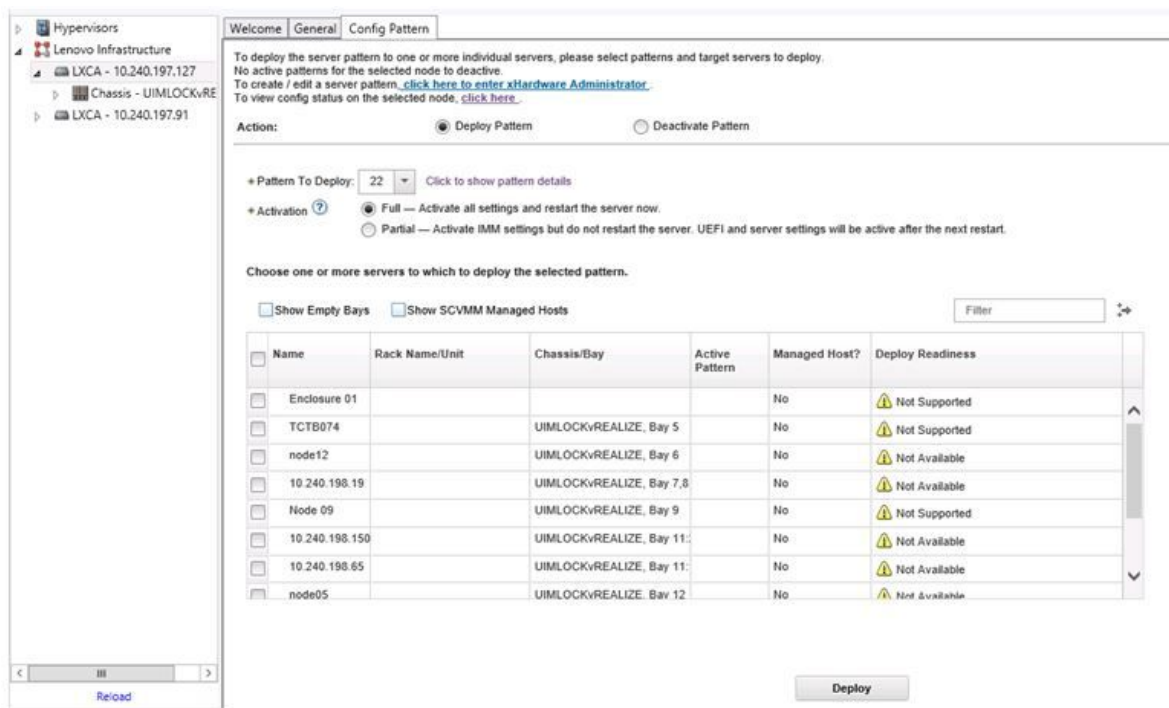 Hypervisors
Lenovo Infrastructure
LXCA - 10.240.197.127
Chassis - UIMLOCKvRE
LXCA - 10.240.197.91
Reload
Welcome General Config Pattern
To deploy the server pattern to one or more individual servers, please select patterns and target servers to deploy.
No active patterns for the selected node to deactive.
To create / edit a server pattern, click here to enter xHardware Administrator .
To view config status on the selected node, click here .
Action: Deploy Pattern Deactivate Pattern
Pattern To Deploy: 22 Click to show pattern details
Activation ? Full — Activate all settings and restart the server now.
Partial — Activate IMM settings but do not restart the server. UEFI and server settings will be active after the next restart.
Choose one or more servers to which to deploy the selected pattern.
Show Empty Bays Show SCVMM Managed Hosts Filter
Name Rack Name/Unit Chassis/Bay Active Pattern Managed Host? Deploy Readiness
Enclosure 01 No Not Supported
TCTB074 UIMLOCKvREALIZE, Bay 5 No Not Supported
node12 UIMLOCKvREALIZE, Bay 6 No Not Available
10.240.198.19 UIMLOCKvREALIZE, Bay 7,8 No Not Available
Node 09 UIMLOCKvREALIZE, Bay 9 No Not Supported
10.240.198.150 UIMLOCKvREALIZE, Bay 11: No Not Available
10.240.198.65 UIMLOCKvREALIZE, Bay 11: No Not Available
node05 UIMLOCKvREALIZE, Bay 12 No Not Available
Deploy